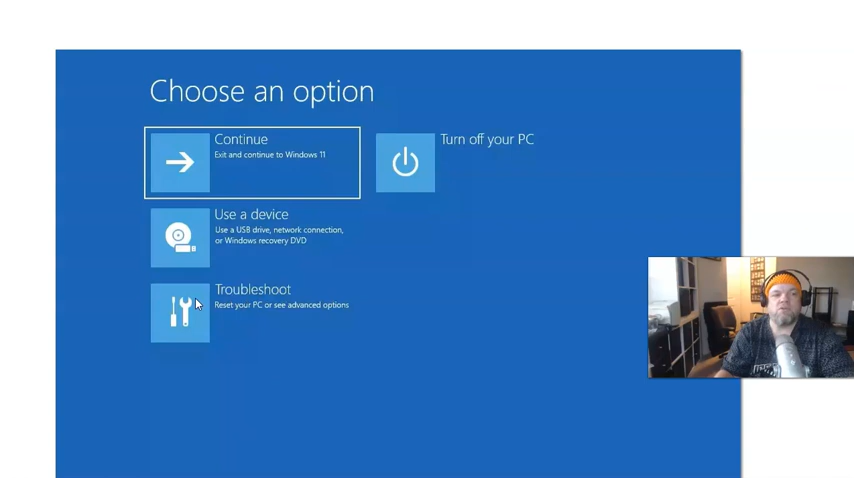 Choose an option
Continue
Exit and continue to Windows 11
Turn off your PC
Use a device
Use a USB drive, network connection,
or Windows recovery DVD
Troubleshoot
Reset your PC or see advanced options